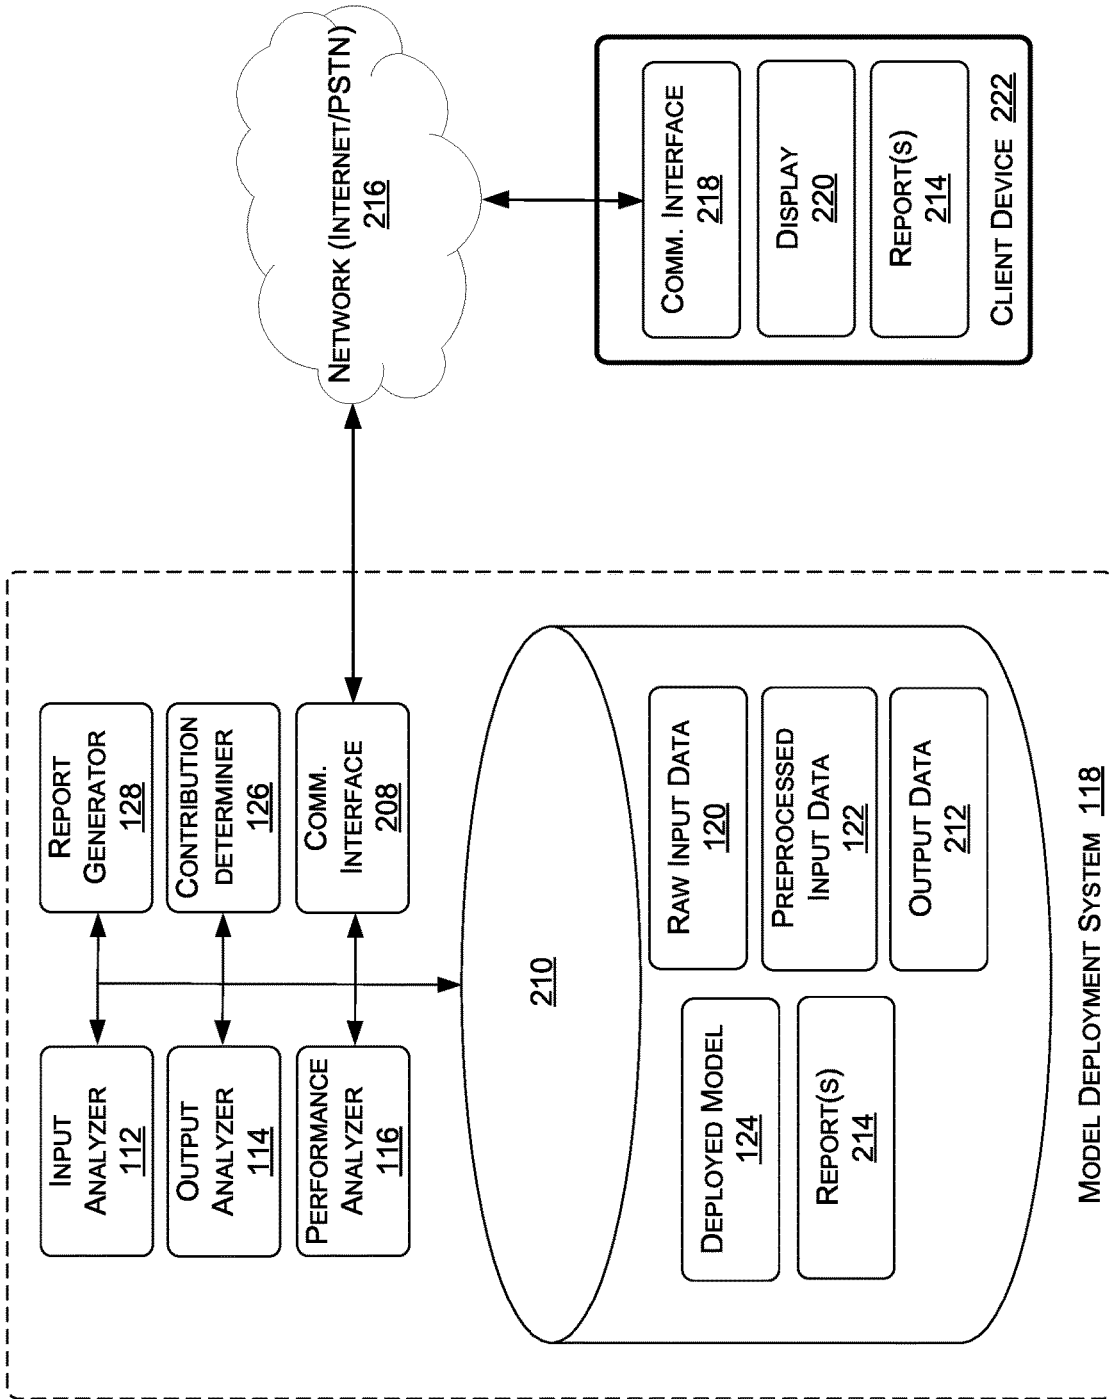 INPUT
ANALYZER
112
OUTPUT
ANALYZER
114
PERFORMANCE
ANALYZER
116
REPORT
GENERATOR
128
CONTRIBUTION
DETERMINER
126
COMM.
INTERFACE
208
210
DEPLOYED MODEL
124
REPORT(S)
214
RAW INPUT DATA
120
PREPROCESSED
INPUT DATA
122
OUTPUT DATA
212
MODEL DEPLOYMENT SYSTEM 118
NETWORK (INTERNET/PSTN)
216
COMM. INTERFACE
218
DISPLAY
220
REPORT(S)
214
CLIENT DEVICE 222